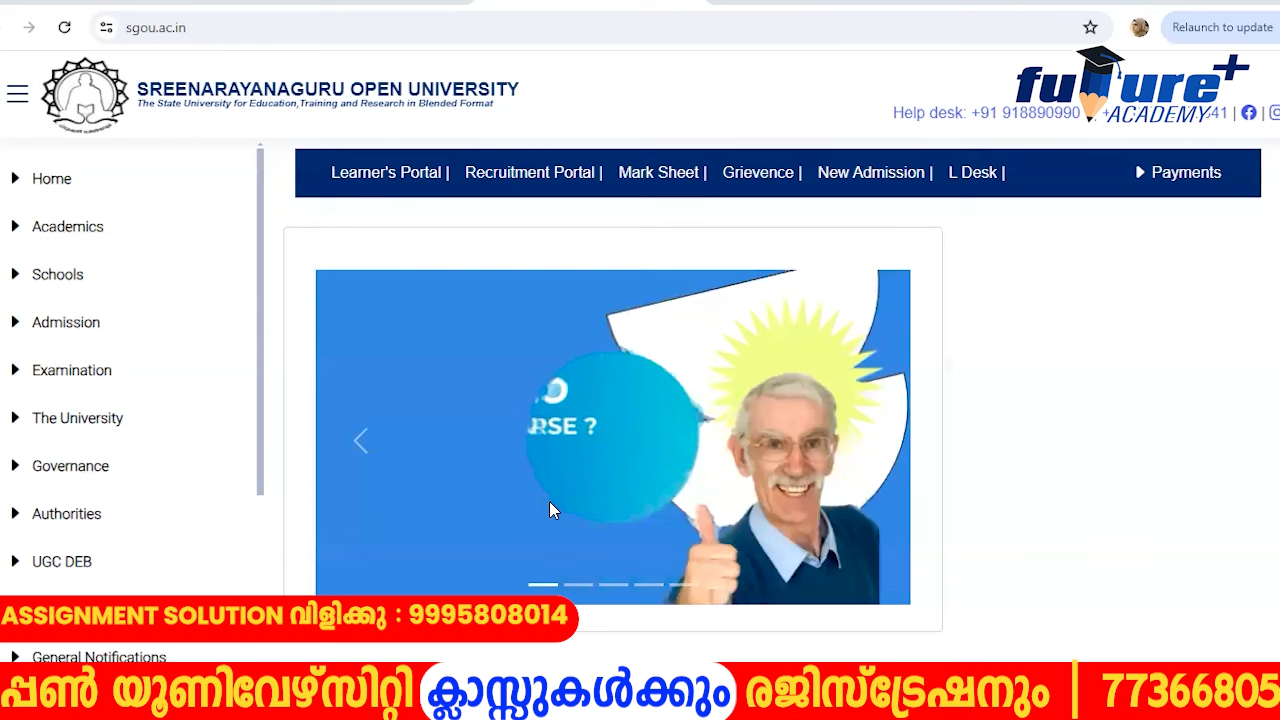 sgou.ac.in
Relaunch to update
SREENARAYANAGURU OPEN UNIVERSITY
The State University for Education,Training and Research in Blended Format
future+
ACADEMY
Help desk: +91 918890990
41 |
Learner's Portal | Recruitment Portal | Mark Sheet | Grievence | New Admission | L Desk | Payments
Home
Academics
Schools
Admission
Examination
The University
Governance
Authorities
UGC DEB
General Notifications
ARSE ?
ASSIGNMENT SOLUTION വിളിക്കു : 9995808014
പ്പൺ യൂണിവേഴ്സിറ്റി ക്ലാസ്സുകൾക്കും രജിസ്ട്രേഷനും | 77366805